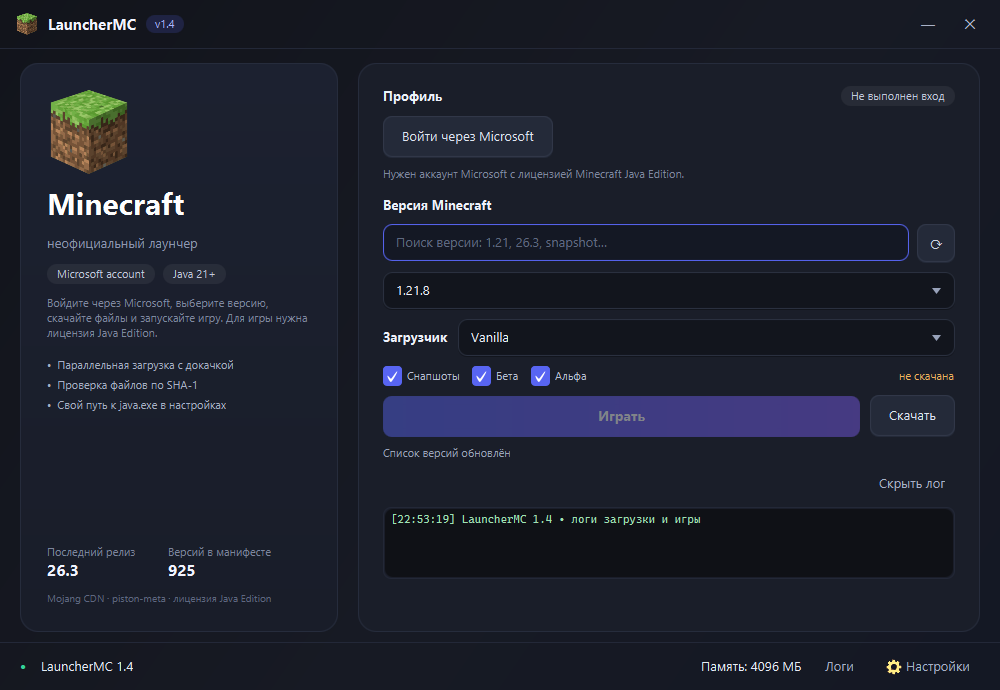 LauncherMC v1.4
Minecraft
неофициальный лаунчер
Microsoft account Java 21+
Войдите через Microsoft, выберите версию,
скачайте файлы и запускайте игру. Для игры нужна
лицензия Java Edition.
• Параллельная загрузка с докачкой
• Проверка файлов по SHA-1
• Свой путь к java.exe в настройках
Последний релиз Версий в манифесте
26.3 925
Mojang CDN · piston-meta · лицензия Java Edition
Профиль Не выполнен вход
Войти через Microsoft
Нужен аккаунт Microsoft с лицензией Minecraft Java Edition.
Версия Minecraft
Поиск версии: 1.21, 26.3, snapshot...
1.21.8
Загрузчик Vanilla
Снапшоты Бета Альфа не скачана
Играть Скачать
Список версий обновлён
Скрыть лог
[22:53:19] LauncherMC 1.4 • логи загрузки и игры
LauncherMC 1.4 Память: 4096 МБ Логи Настройки